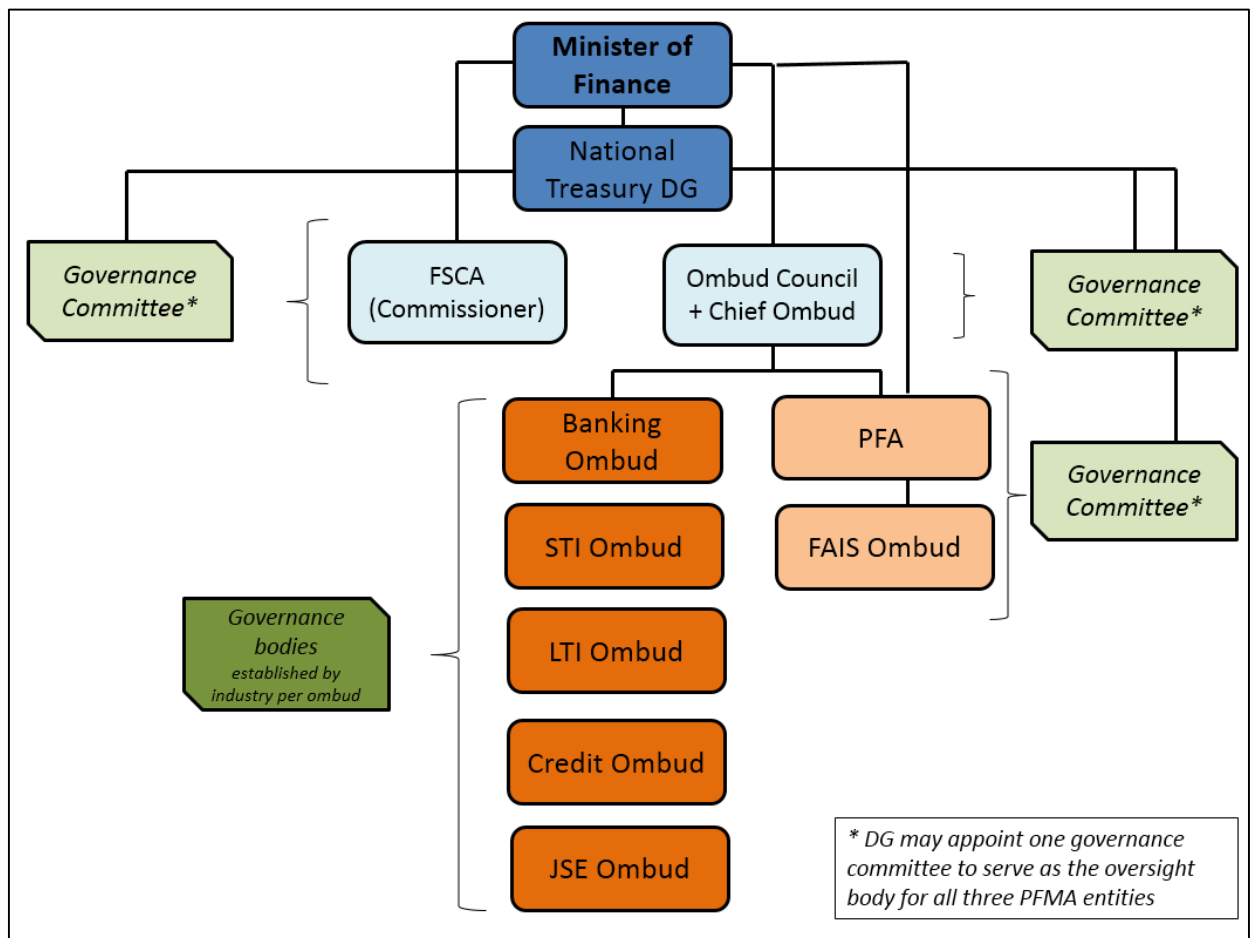 Minister of
Finance
National
Treasury DG
Governance
Committee*
FSCA
(Commissioner)
Ombud Council
+ Chief Ombud
Governance
Committee*
Banking
Ombud
PFA
Governance
Committee*
STI Ombud
FAIS Ombud
Governance
bodies
established by
industry per ombud
LTI Ombud
Credit Ombud
JSE Ombud
* DG may appoint one governance
committee to serve as the oversight
body for all three PFMA entities